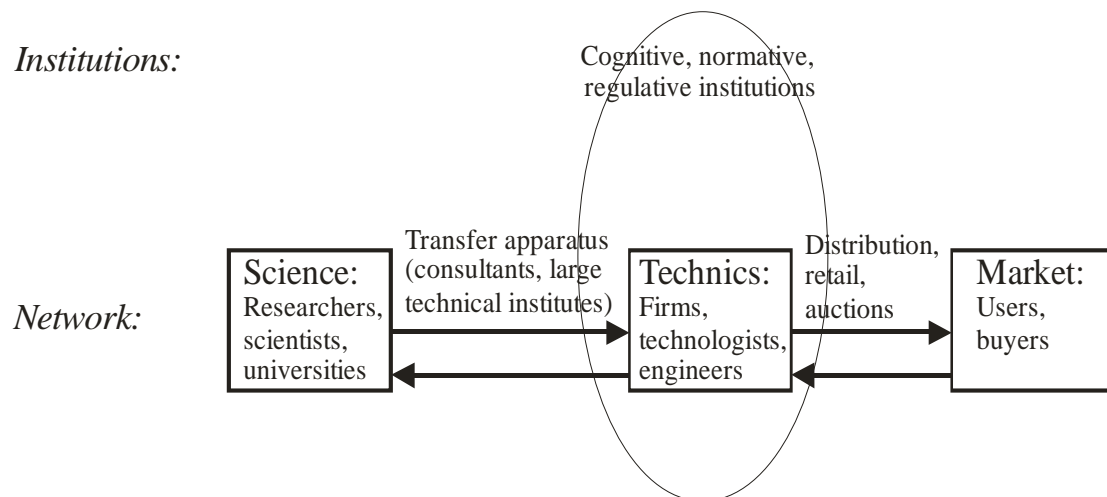 Institutions:
Cognitive, normative,
regulative institutions
Network:
Science:
Researchers,
scientists,
universities
Transfer apparatus
(consultants, large
technical institutes)
Technics:
Firms,
technologists,
engineers
Distribution,
retail,
auctions
Market:
Users,
buyers